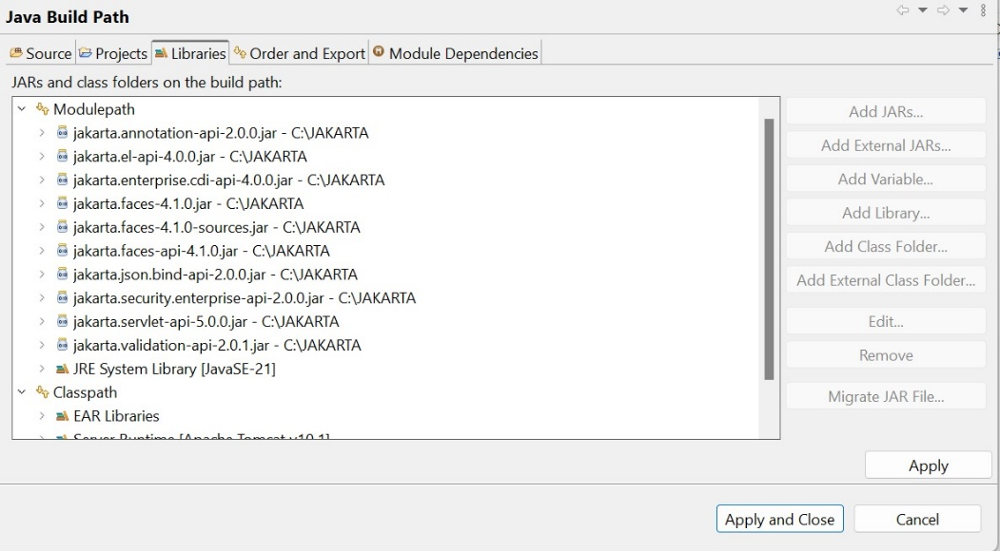 Java Build Path
Source Projects Libraries Order and Export Module Dependencies
JARs and class folders on the build path:
Modulepath
jakarta.annotation-api-2.0.0.jar - C:\JAKARTA
jakarta.el-api-4.0.0.jar - C:\JAKARTA
jakarta.enterprise.cdi-api-4.0.0.jar - C:\JAKARTA
jakarta.faces-4.1.0.jar - C:\JAKARTA
jakarta.faces-4.1.0-sources.jar - C:\JAKARTA
jakarta.faces-api-4.1.0.jar - C:\JAKARTA
jakarta.json.bind-api-2.0.0.jar - C:\JAKARTA
jakarta.security.enterprise-api-2.0.0.jar - C:\JAKARTA
jakarta.servlet-api-5.0.0.jar - C:\JAKARTA
jakarta.validation-api-2.0.1.jar - C:\JAKARTA
JRE System Library [JavaSE-21]
Classpath
EAR Libraries
Server Runtime [Apache Tomcat v10.1]
Add JARs...
Add External JARs...
Add Variable...
Add Library...
Add Class Folder...
Add External Class Folder...
Edit...
Remove
Migrate JAR File...
Apply
Apply and Close
Cancel